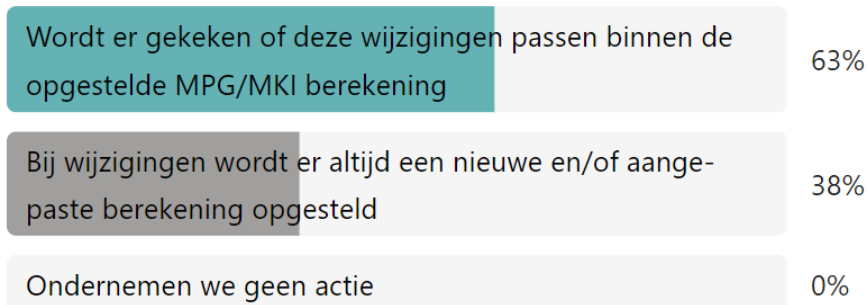 Wordt er gekeken of deze wijzigingen passen binnen de
opgestelde MPG/MKI berekening
63%
Bij wijzigingen wordt er altijd een nieuwe en/of aange-
paste berekening opgesteld
38%
Ondernemen we geen actie
0%